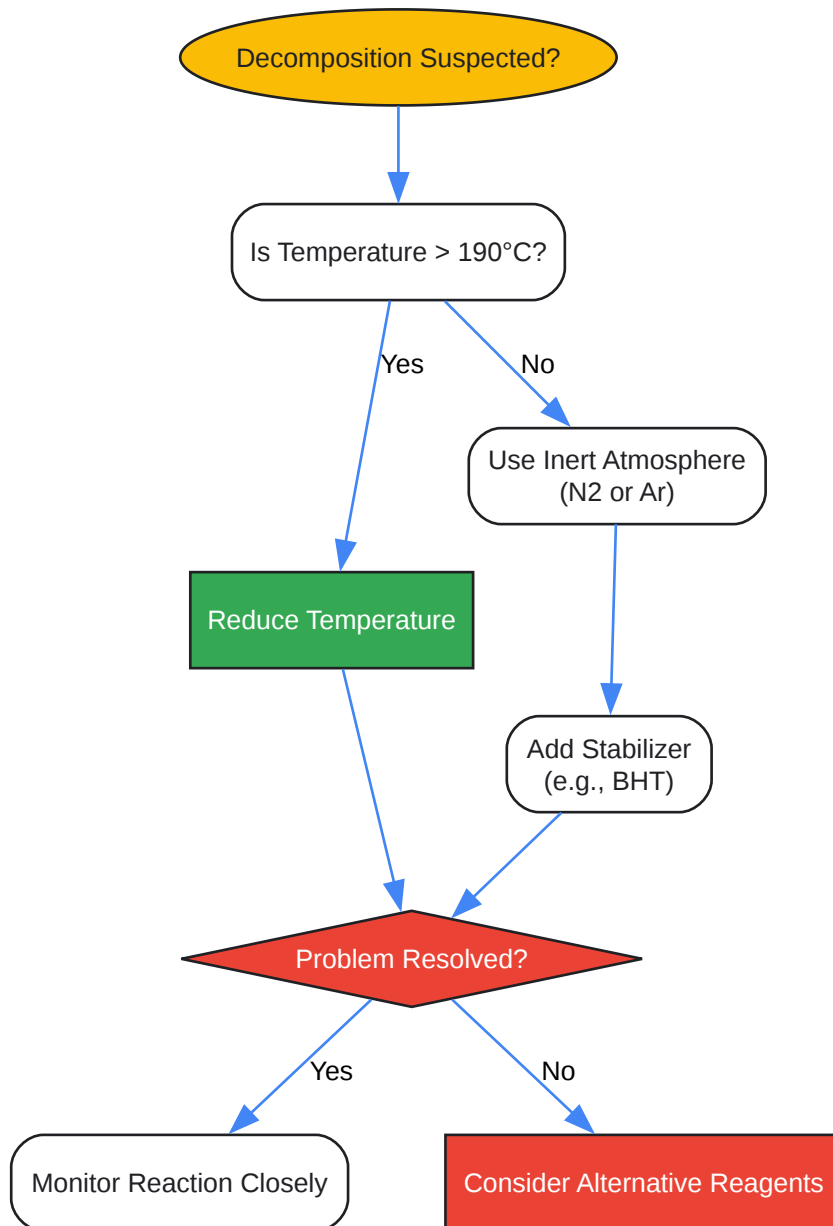 Decomposition Suspected?
Is Temperature > 190°C?
Yes
No
Use Inert Atmosphere
(N2 or Ar)
Reduce Temperature
Add Stabilizer
(e.g., BHT)
Problem Resolved?
Yes
No
Monitor Reaction Closely
Consider Alternative Reagents